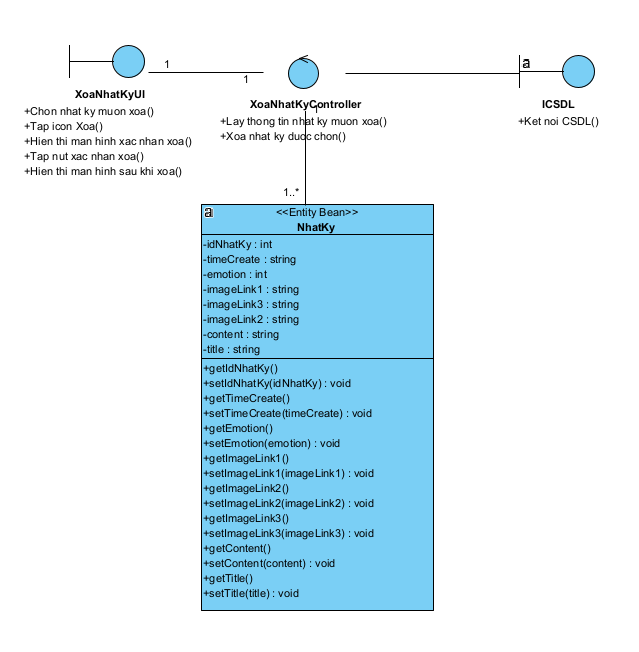 XoaNhatKyUI
+Chon nhat ky muon xoa()
+Tap icon Xoa()
+Hien thi man hinh xac nhan xoa()
+Tap nut xac nhan xoa()
+Hien thi man hinh sau khi xoa()
1
1
XoaNhatKyController
+Lay thong tin nhat ky muon xoa()
+Xoa nhat ky duoc chon()
1
a
ICSDL
+Ket noi CSDL()
1..*
a
<<Entity Bean>>
NhatKy
-idNhatKy : int
-timeCreate : string
-emotion : int
-imageLink1 : string
-imageLink3 : string
-imageLink2 : string
-content : string
-title : string
+getIdNhatKy()
+setIdNhatKy(idNhatKy) : void
+getTimeCreate()
+setTimeCreate(timeCreate) : void
+getEmotion()
+setEmotion(emotion) : void
+getImageLink1()
+setImageLink1(imageLink1) : void
+getImageLink2()
+setImageLink2(imageLink2) : void
+getImageLink3()
+setImageLink3(imageLink3) : void
+getContent()
+setContent(content) : void
+getTitle()
+setTitle(title) : void